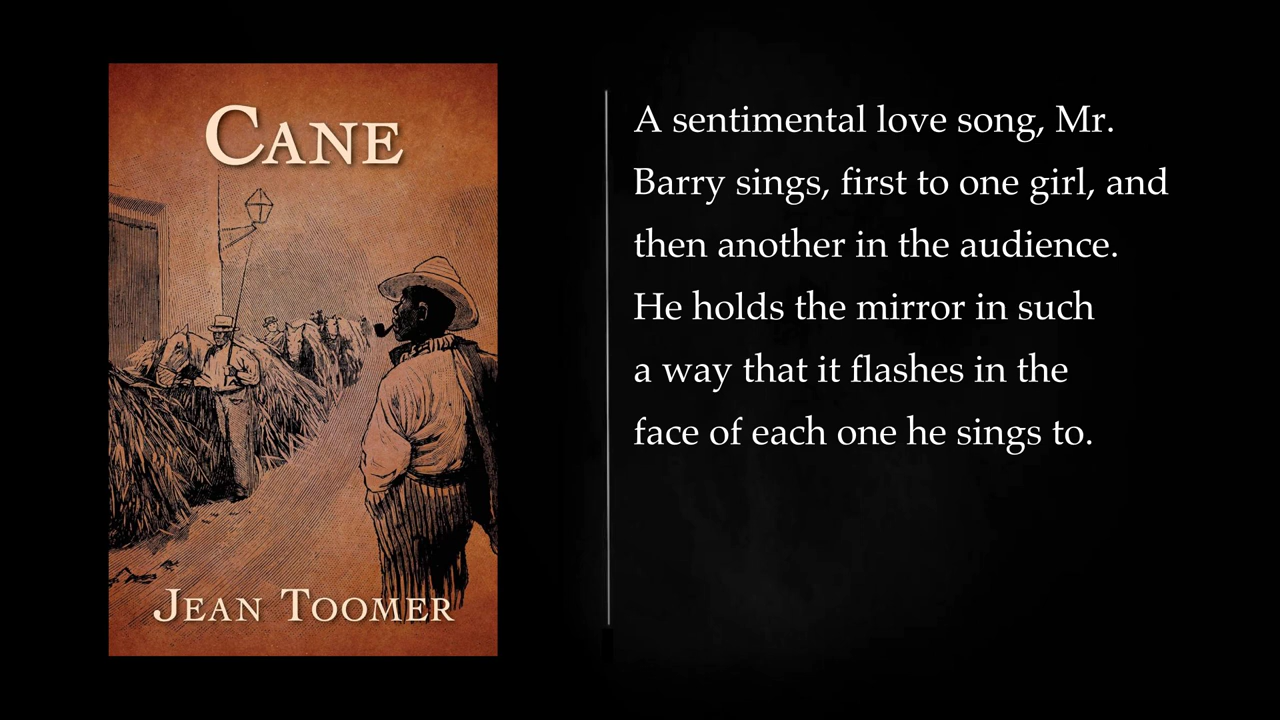 CANE
JEAN TOOMER
A sentimental love song, Mr.
Barry sings, first to one girl, and
then another in the audience.
He holds the mirror in such
a way that it flashes in the
face of each one he sings to.